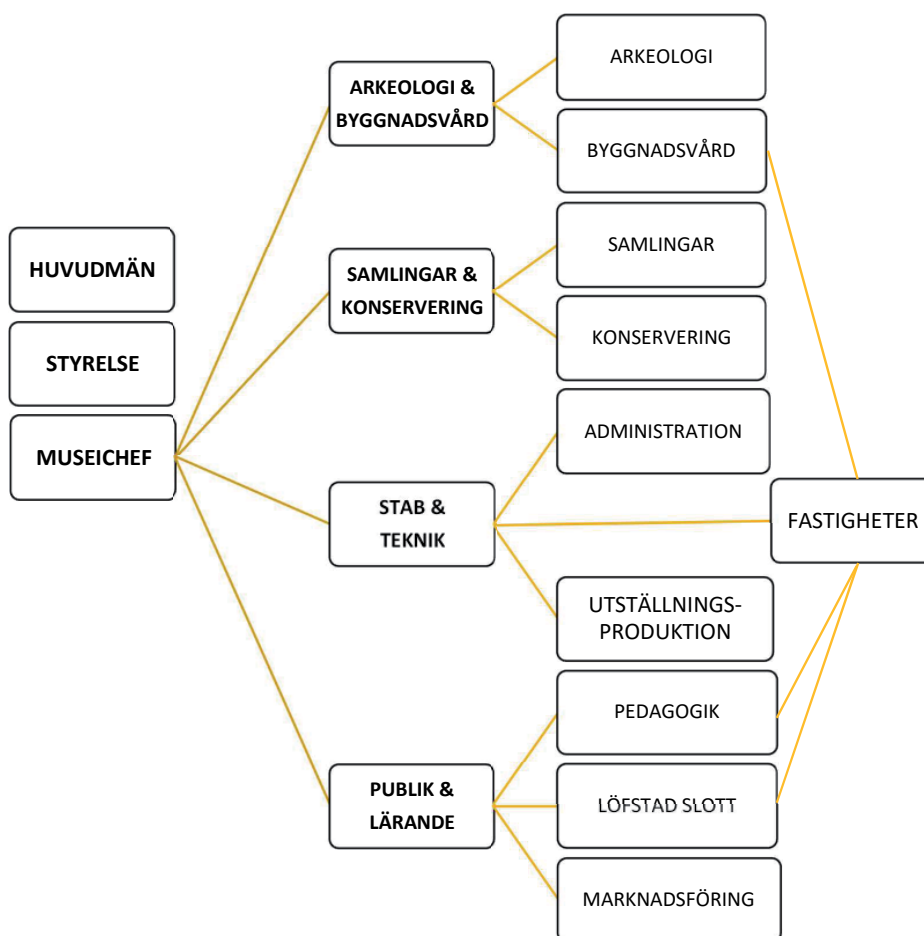 HUVUDMÄN
STYRELSE
MUSEICHEF
ARKEOLOGI &
BYGGNADSVÅRD
SAMLINGAR &
KONSERVERING
STAB &
TEKNIK
PUBLIK &
LÄRANDE
ARKEOLOGI
BYGGNADSVÅRD
SAMLINGAR
KONSERVERING
ADMINISTRATION
UTSTÄLLNINGS-
PRODUKTION
PEDAGOGIK
LÖFSTAD SLOTT
MARKNADSFÖRING
FASTIGHETER